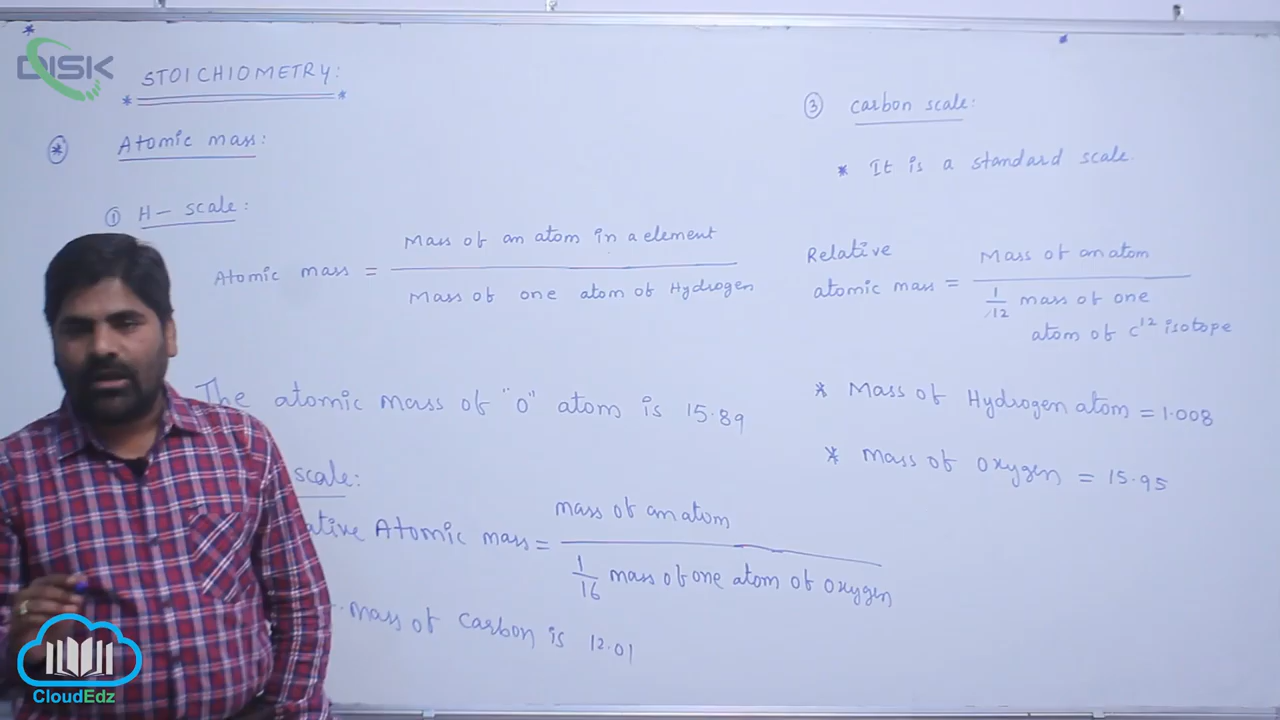 DISK
STOICHIOMETRY:
* Atomic mass:
① H- scale:
Atomic mass = Mass of an atom in a element
Mass of one atom of Hydrogen
The atomic mass of "O" atom is 15.89
scale:
ative Atomic mass = mass of an atom
1/16 mass of one atom of oxygen
mass of Carbon is 12.01
③ Carbon scale:
* It is a standard scale.
Relative
atomic mass = Mass of an atom
1/12 mass of one
atom of C¹² isotope
* Mass of Hydrogen atom = 1.008
* Mass of Oxygen = 15.95
CloudEdz